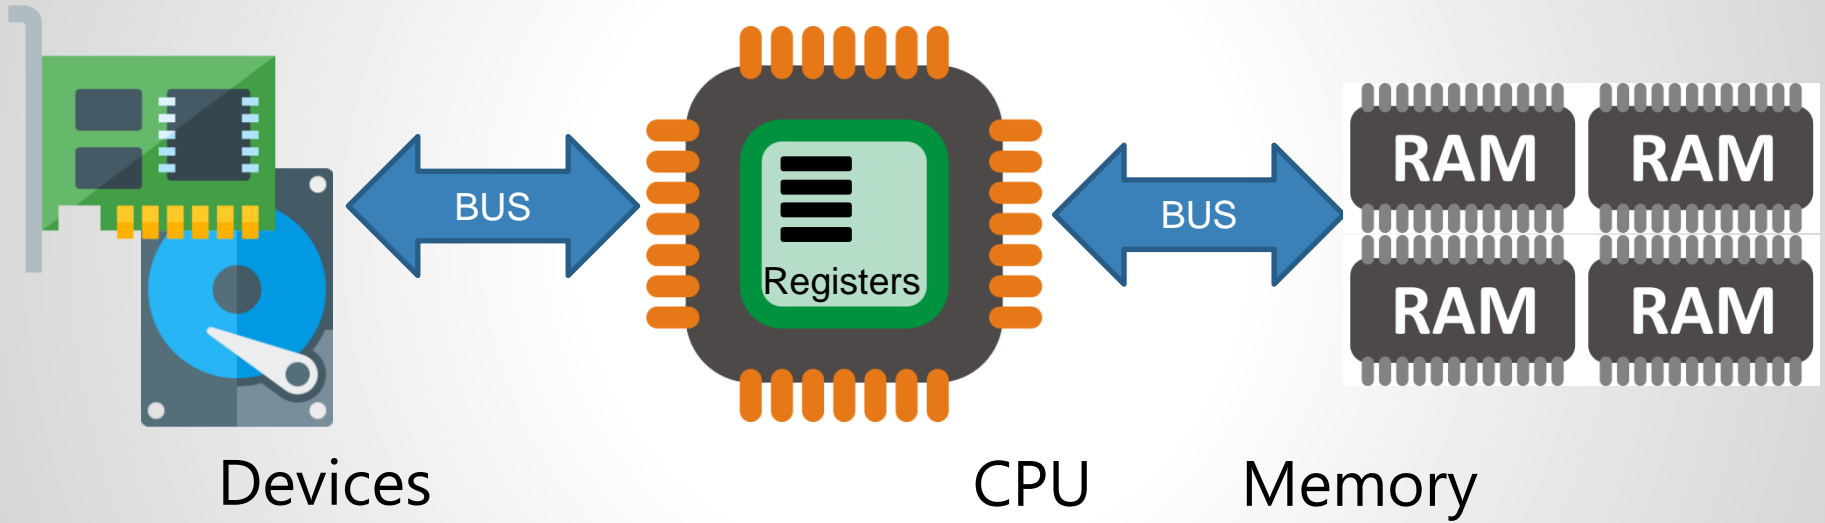 BUS
Registers
BUS
RAM
RAM
RAM
RAM
Devices
CPU
Memory